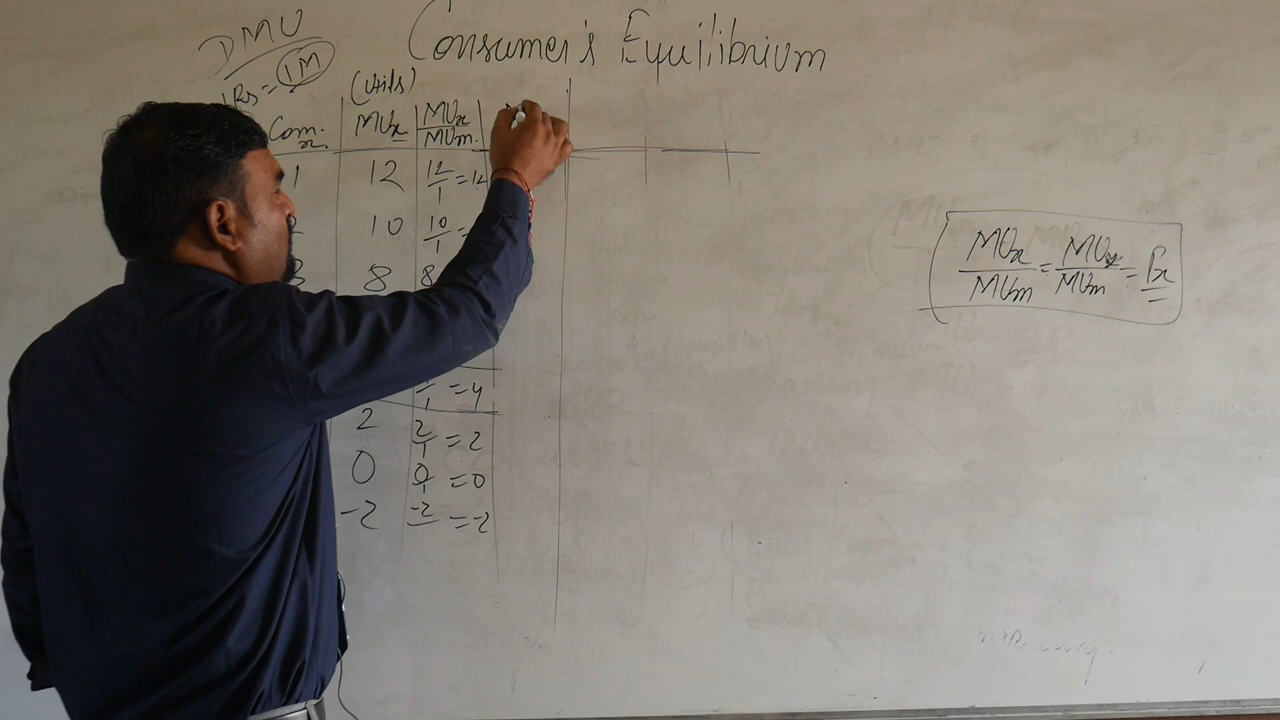 DMU
Consumer's Equilibrium
1Rs = 1M
(Utils)
Com. x. MUx MUx/MUm.
1 12 12/1 = 12
2 10 10/1 =
3 8 8
1 = 4
2 2/1 = 2
0 0/1 = 0
-2 -2 = -2
MUx/MUm = MUx/MUm = Px